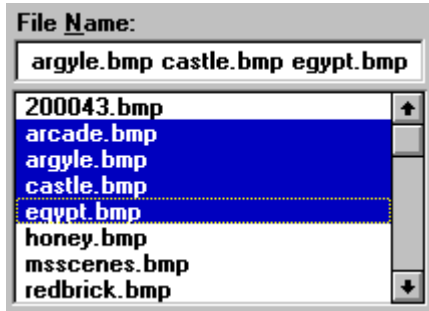 File Name:
argyle.bmp castle.bmp egypt.bmp
200043.bmp
arcade.bmp
argyle.bmp
castle.bmp
egypt.bmp
honey.bmp
msscenes.bmp
redbrick.bmp